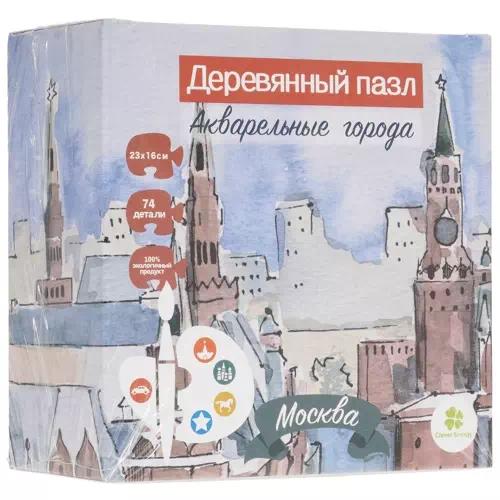 Деревянный пазл
Акварельные города
23х16см
74
детали
100%
экологичный
продукт
Москва